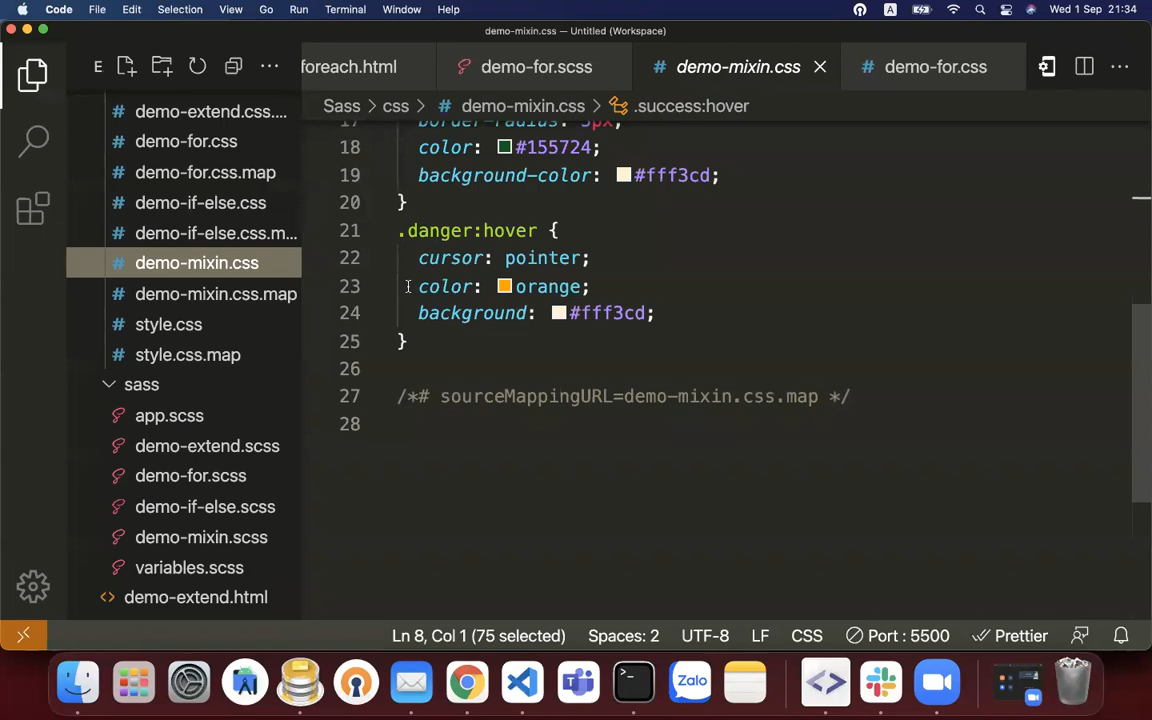 Code File Edit Selection View Go Run Terminal Window Help A Wed 1 Sep 21:34
demo-mixin.css — Untitled (Workspace)
E
foreach.html demo-for.scss # demo-mixin.css # demo-for.css
Sass > css > # demo-mixin.css > .success:hover
# demo-extend.css....
# demo-for.css
# demo-for.css.map
# demo-if-else.css
# demo-if-else.css.m...
# demo-mixin.css
# demo-mixin.css.map
# style.css
# style.css.map
sass
app.scss
demo-extend.scss
demo-for.scss
demo-if-else.scss
demo-mixin.scss
variables.scss
<> demo-extend.html
17 border-radius: 5px;
18 color: #155724;
19 background-color: #fff3cd;
20 }
21 .danger:hover {
22 cursor: pointer;
23 color: orange;
24 background: #fff3cd;
25 }
26
27 /*# sourceMappingURL=demo-mixin.css.map */
28
Ln 8, Col 1 (75 selected) Spaces: 2 UTF-8 LF CSS Port : 5500 Prettier
Zalo